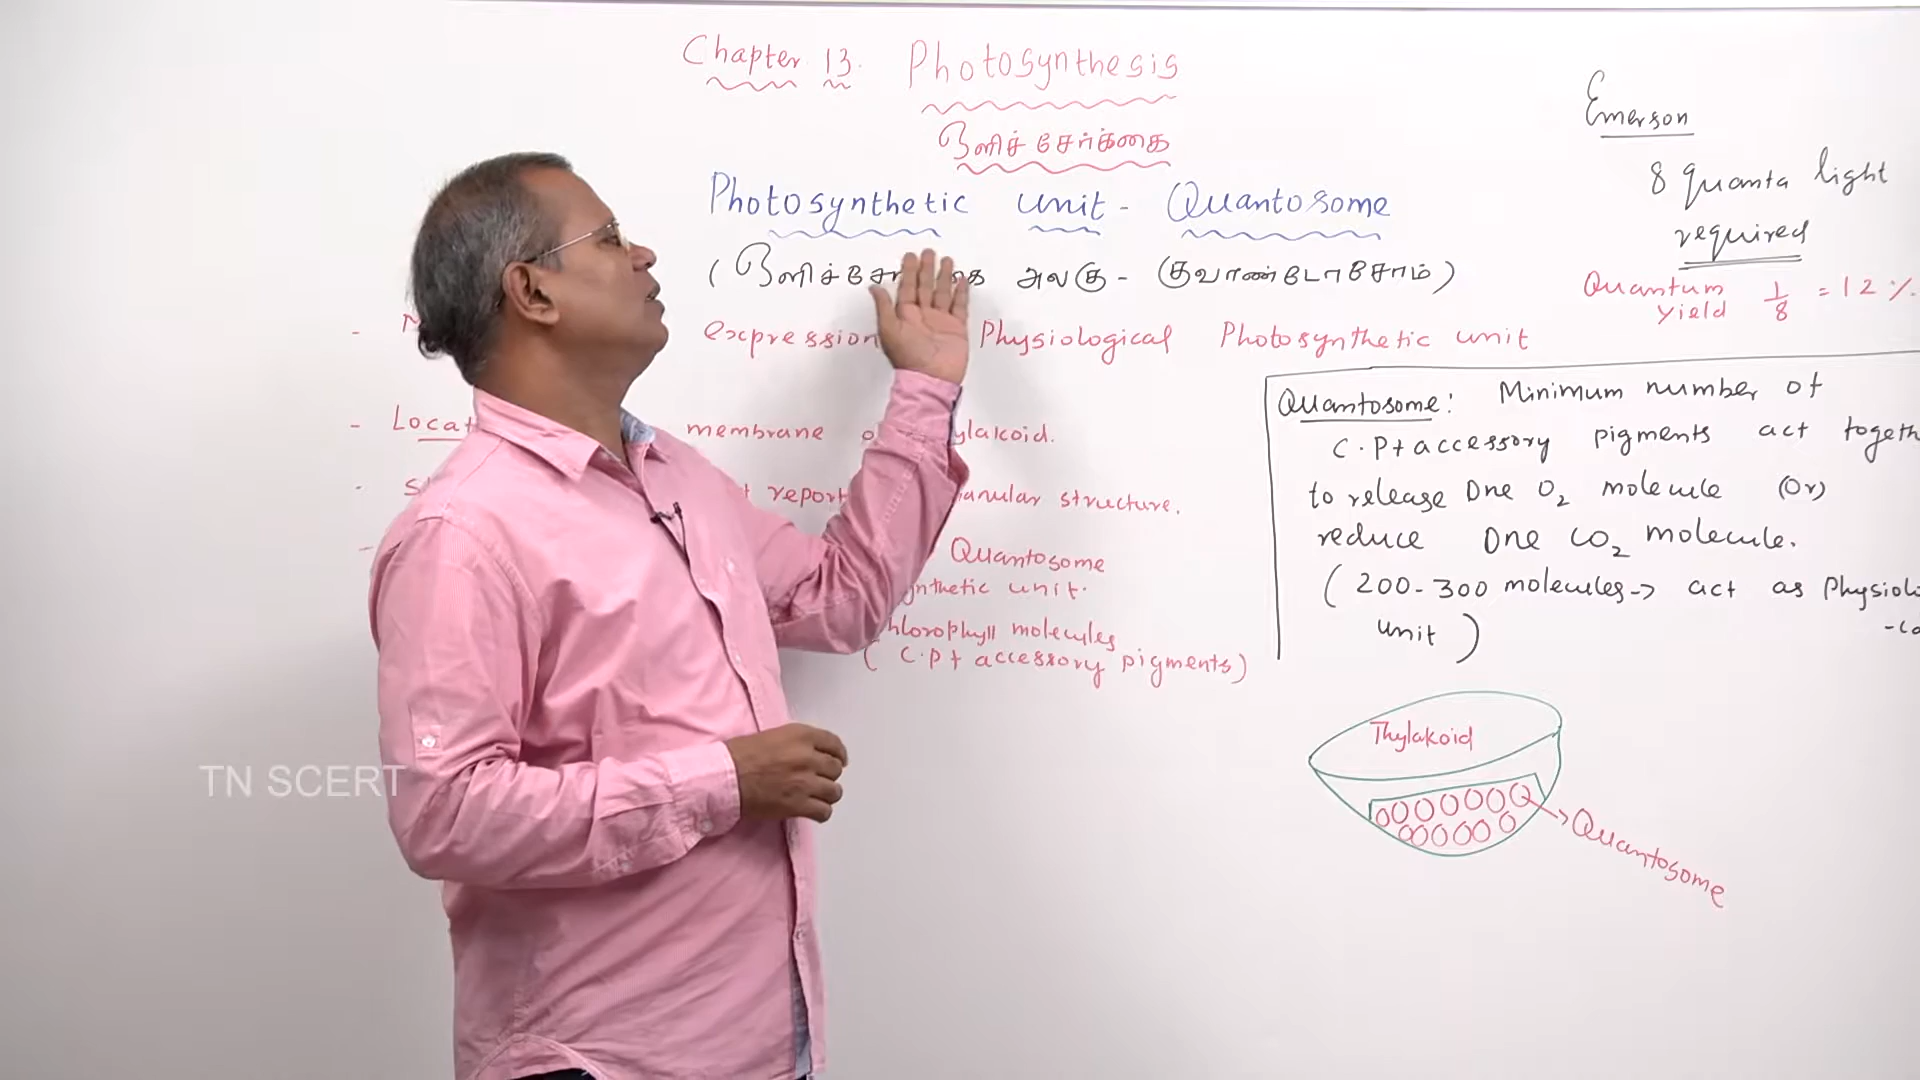 Chapter 13. Photosynthesis
ஒளிச்சேர்க்கை
Photosynthetic unit - Quantosome
அலகு - குவாண்டோசோம் )
- expression Physiological Photosynthetic unit
- membrane
- report structure.
- Quantosome
unit.
molecules
( C.P + accessory pigments )
Emerson
8 quanta light
required
Quantum yield 1/8 = 12 %
Quantosome : Minimum number of
C.P + accessory pigments act
to release One O2 molecule (Or)
reduce One CO2 molecule.
( 200-300 molecules -> act as
unit )
Thylakoid
Quantosome
TN SCERT